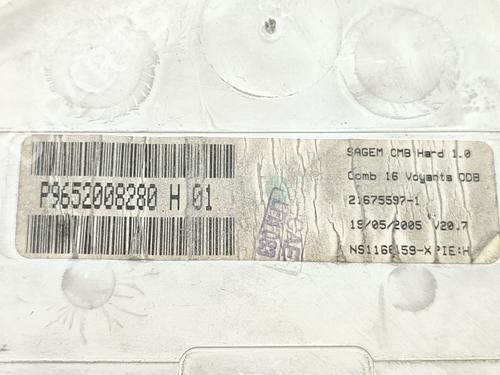 P9652008280 H 01
SAGEM CMB Hard 1.0
Comb 16 Voyants ODB
21675597-1
19/05/2005 V20.7
NS1160159-X PIE:H